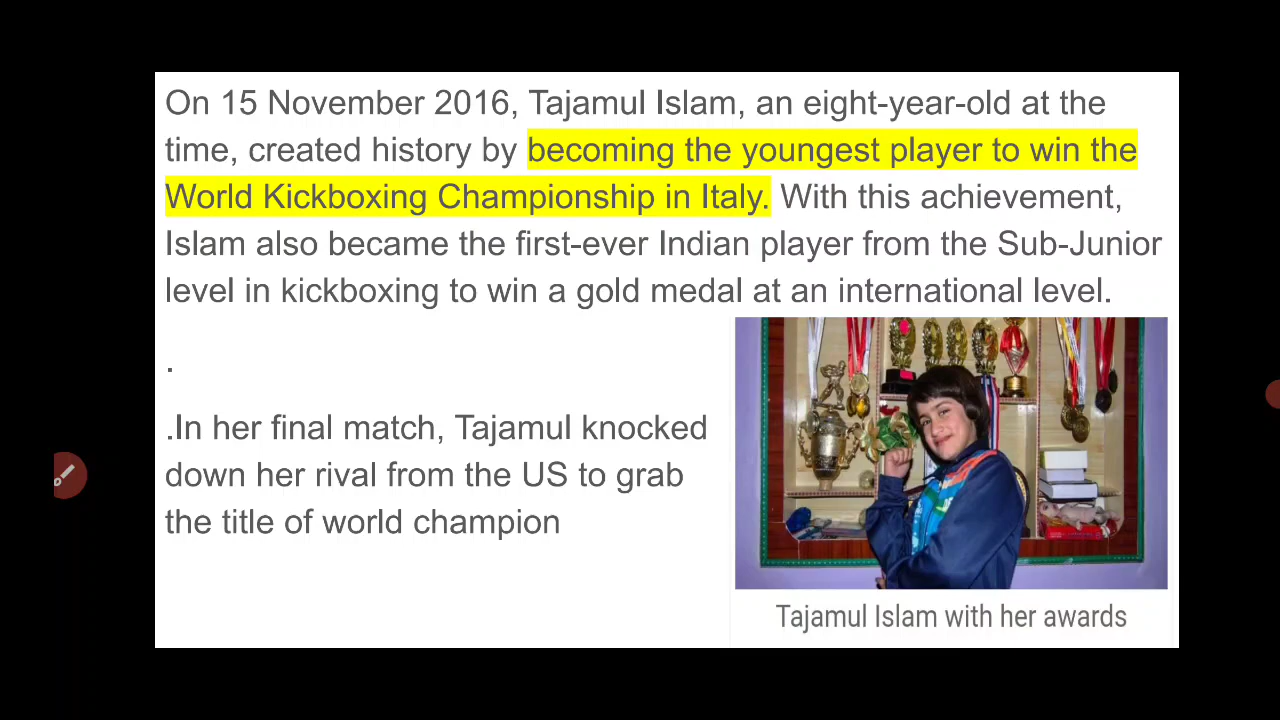 On 15 November 2016, Tajamul Islam, an eight-year-old at the
time, created history by becoming the youngest player to win the
World Kickboxing Championship in Italy. With this achievement,
Islam also became the first-ever Indian player from the Sub-Junior
level in kickboxing to win a gold medal at an international level.
.
.In her final match, Tajamul knocked
down her rival from the US to grab
the title of world champion
Tajamul Islam with her awards